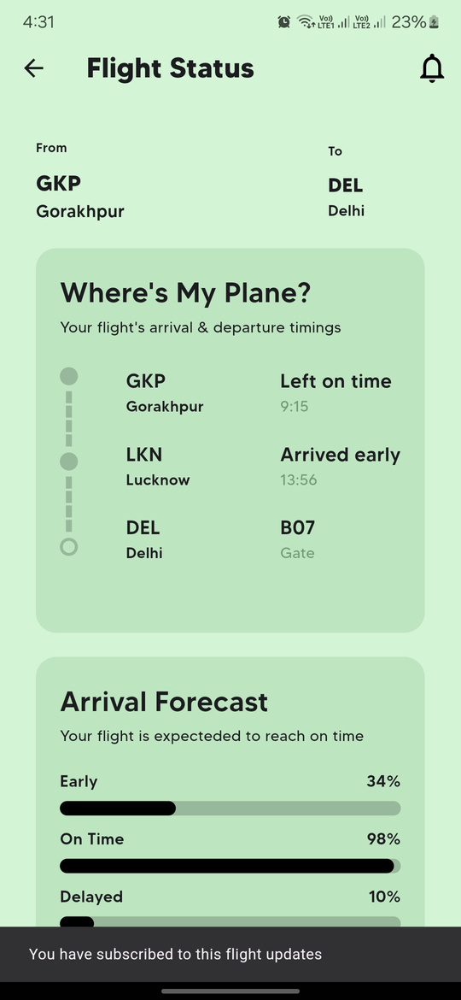 4:31
Vo))
LTE1
Vo))
LTE2
23%
Flight Status
From
To
GKP
DEL
Gorakhpur
Delhi
Where's My Plane?
Your flight's arrival & departure timings
GKP
Left on time
Gorakhpur
9:15
LKN
Arrived early
Lucknow
13:56
DEL
B07
Delhi
Gate
Arrival Forecast
Your flight is expecteded to reach on time
Early
34%
On Time
98%
Delayed
10%
You have subscribed to this flight updates